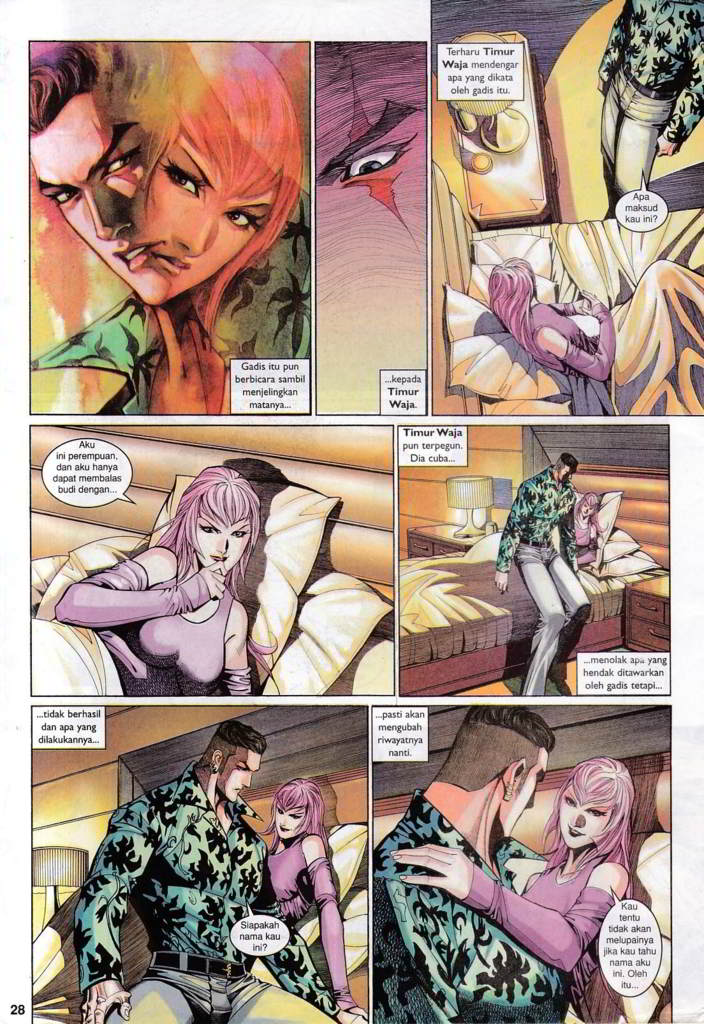 Gadis itu pun
berbicara sambil
menjelingkan
matanya...
...kepada
Timur
Waja.
Terharu Timur
Waja mendengar
apa yang dikata
oleh gadis itu.
Apa
maksud
kau ini?
Aku
ini perempuan,
dan aku hanya
dapat membalas
budi dengan...
Timur Waja
pun terpegun.
Dia cuba...
...menolak apa yang
hendak ditawarkan
oleh gadis tetapi...
...tidak berhasil
dan apa yang
dilakukannya...
Siapakah
nama kau
ini?
...pasti akan
mengubah
riwayatnya
nanti.
Kau
tentu
tidak akan
melupainya
jika kau tahu
nama aku
ini. Oleh
itu...
28